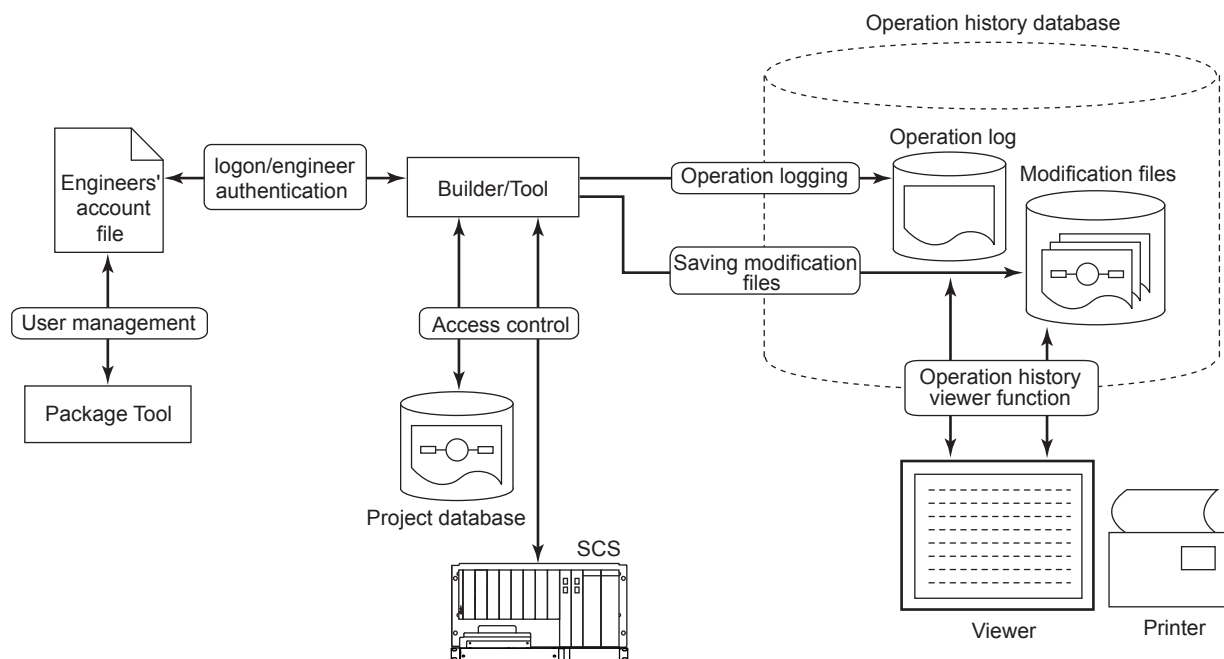 Operation history database
Operation log
Modification files
Engineers'
account
file
logon/engineer
authentication
Builder/Tool
Operation logging
Saving modification
files
User management
Access control
Operation history
viewer function
Package Tool
Project database
SCS
Viewer
Printer